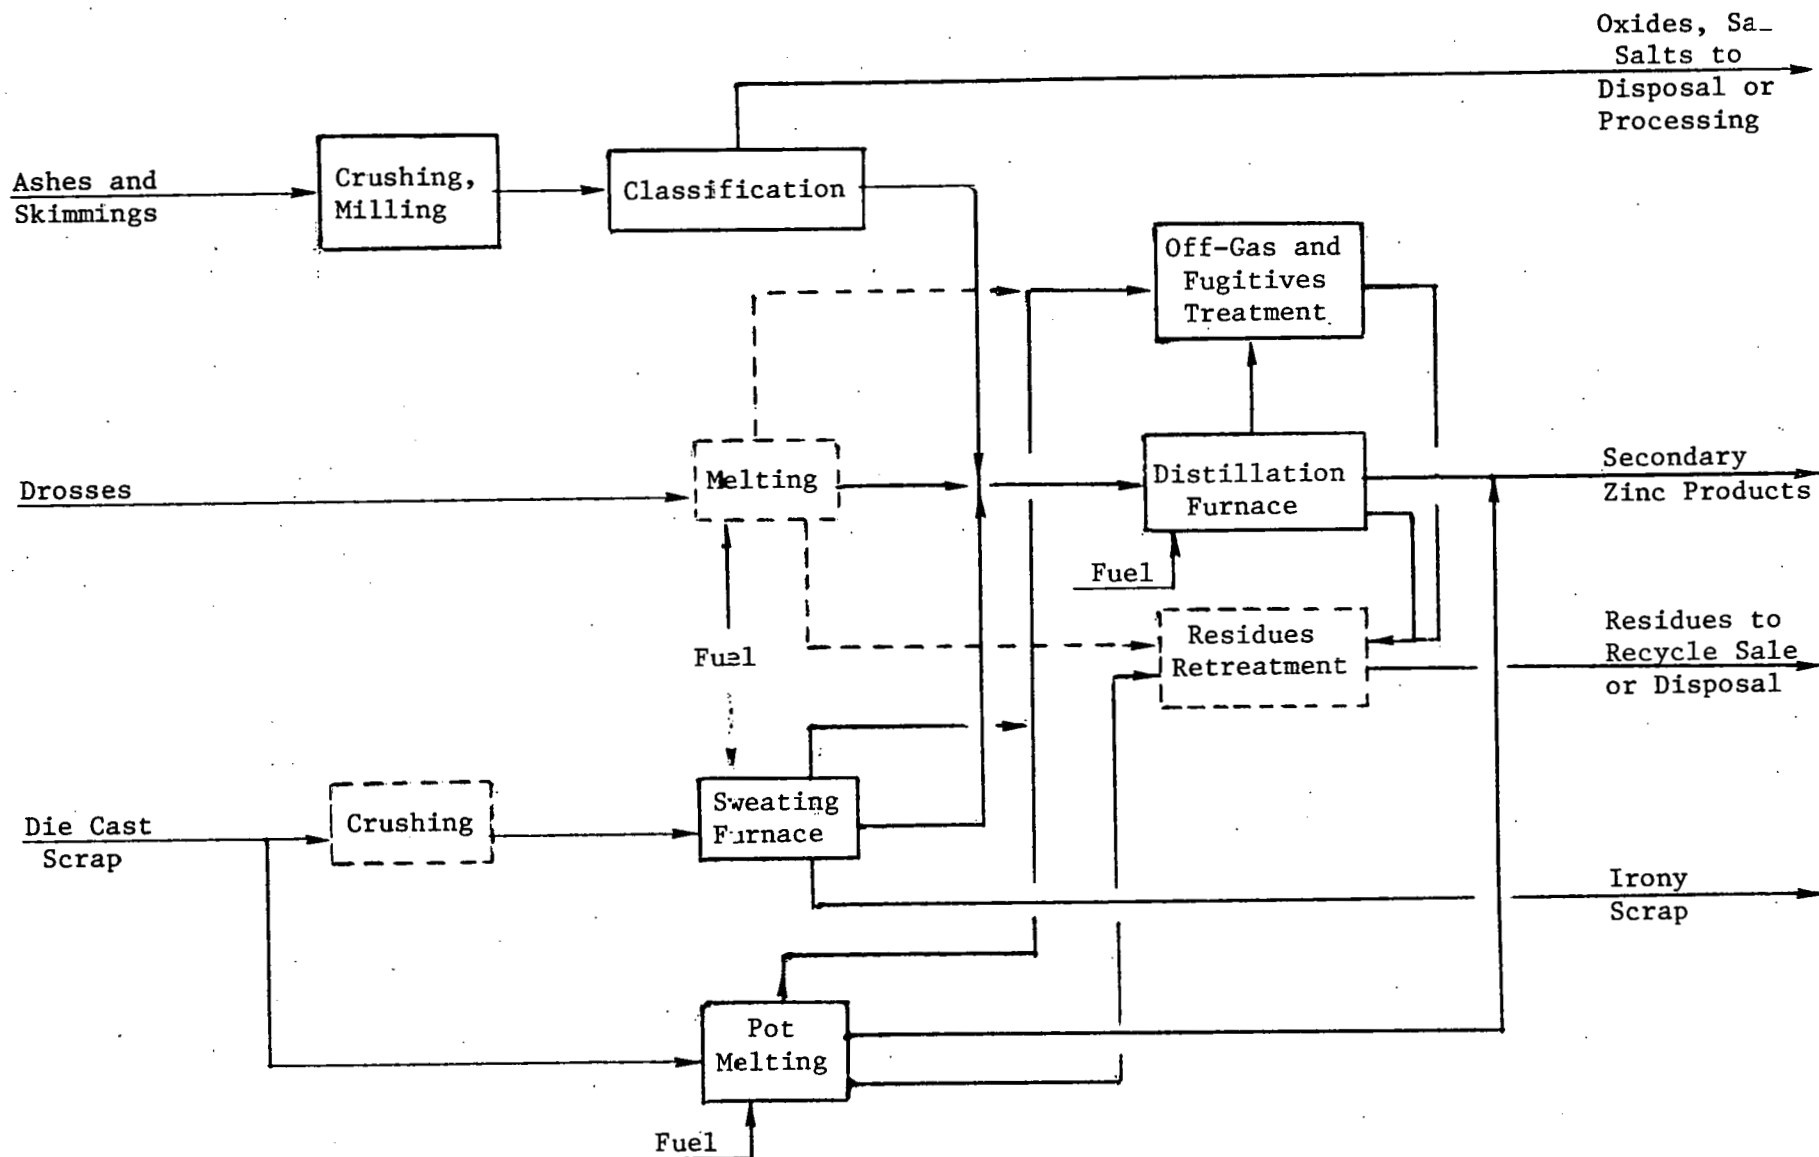 Oxides, Sa_
Salts to
Disposal or
Processing
Ashes and
Skimmings
Crushing,
Milling
Classification
Off-Gas and
Fugitives
Treatment
Drosses
Melting
Distillation
Furnace
Secondary
Zinc Products
Fuel
Fuel
Residues
Retreatment
Residues to
Recycle Sale
or Disposal
Die Cast
Scrap
Crushing
Sweating
Furnace
Irony
Scrap
Pot
Melting
Fuel